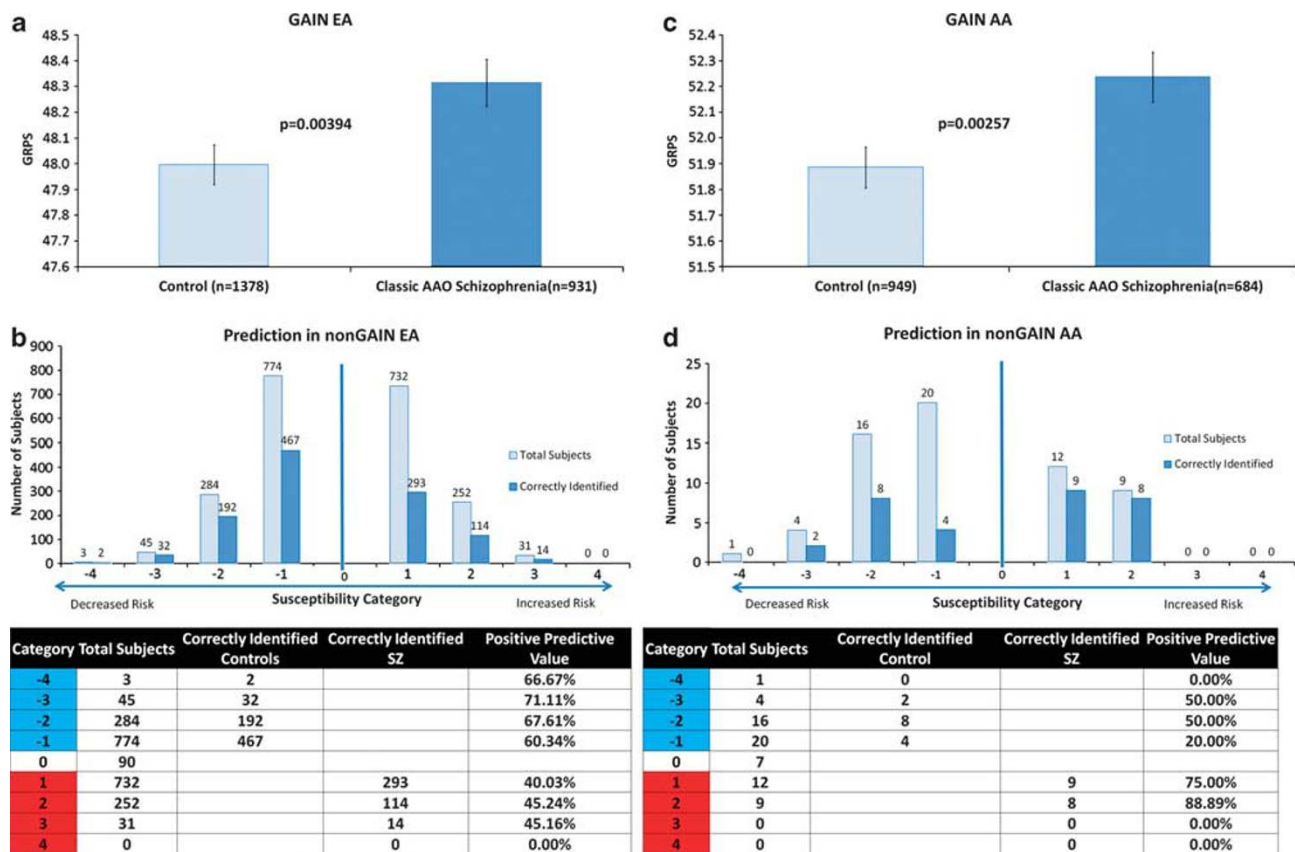 a
GAIN EA
48.5
48.4
48.3
48.2
48.1
48.0
47.9
47.8
47.7
47.6
GRPS
p=0.00394
Control (n=1378)
Classic AAO Schizophrenia(n=931)
c
GAIN AA
52.4
52.3
52.2
52.1
52.0
51.9
51.8
51.7
51.6
51.5
GRPS
p=0.00257
Control (n=949)
Classic AAO Schizophrenia(n=684)
b
Prediction in nonGAIN EA
900
800
700
600
500
400
300
200
100
0
Number of Subjects
3 2
45 32
284 192
774 467
732 293
252 114
31 14
0 0
Total Subjects
Correctly Identified
-4 -3 -2 -1 0 1 2 3 4
Decreased Risk Susceptibility Category Increased Risk
d
Prediction in nonGAIN AA
25
20
15
10
5
0
Number of Subjects
1 0
4 2
16 8
20 4
12 9
9 8
0 0
0 0
Total Subjects
Correctly Identified
-4 -3 -2 -1 0 1 2 3 4
Decreased Risk Susceptibility Category Increased Risk
Category Total Subjects Correctly Identified Controls Correctly Identified SZ Positive Predictive Value
-4 3 2 66.67%
-3 45 32 71.11%
-2 284 192 67.61%
-1 774 467 60.34%
0 90
1 732 293 40.03%
2 252 114 45.24%
3 31 14 45.16%
4 0 0 0.00%
Category Total Subjects Correctly Identified Control Correctly Identified SZ Positive Predictive Value
-4 1 0 0.00%
-3 4 2 50.00%
-2 16 8 50.00%
-1 20 4 20.00%
0 7
1 12 9 75.00%
2 9 8 88.89%
3 0 0 0.00%
4 0 0 0.00%